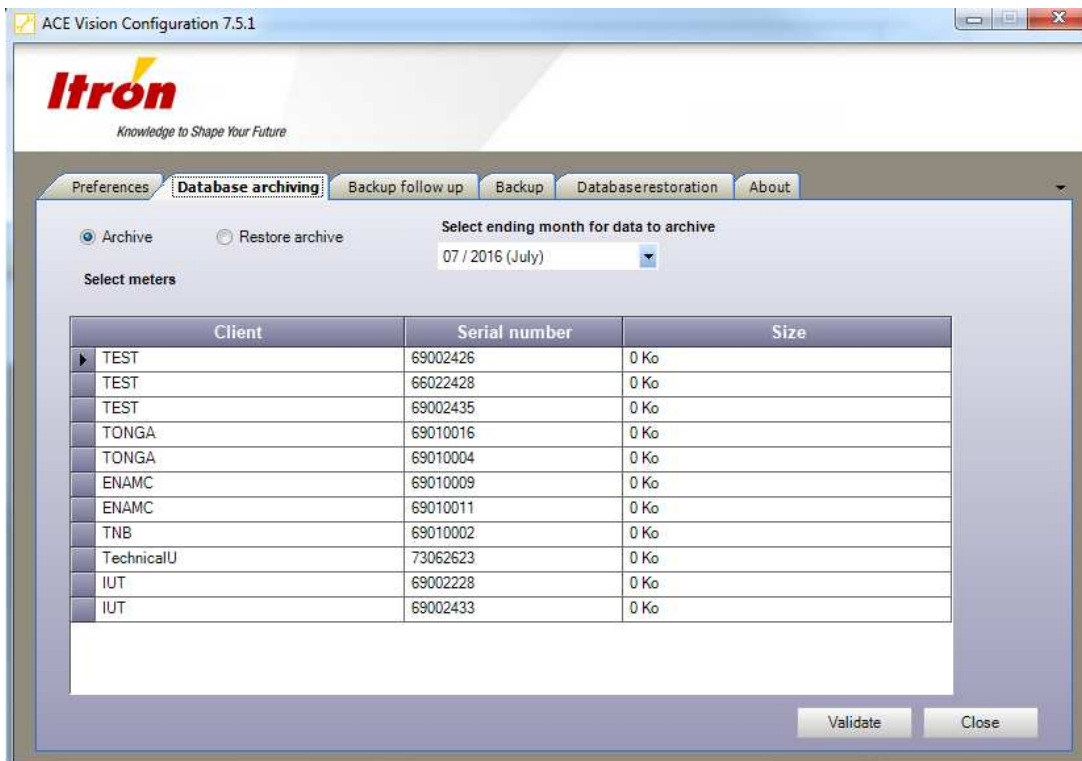 ACE Vision Configuration 7.5.1
Itron
Knowledge to Shape Your Future
Preferences Database archiving Backup follow up Backup Databaserestoration About
Archive Restore archive Select ending month for data to archive
07 / 2016 (July)
Select meters
Client Serial number Size
TEST 69002426 0 Ko
TEST 66022428 0 Ko
TEST 69002435 0 Ko
TONGA 69010016 0 Ko
TONGA 69010004 0 Ko
ENAMC 69010009 0 Ko
ENAMC 69010011 0 Ko
TNB 69010002 0 Ko
TechnicalU 73062623 0 Ko
IUT 69002228 0 Ko
IUT 69002433 0 Ko
Validate Close